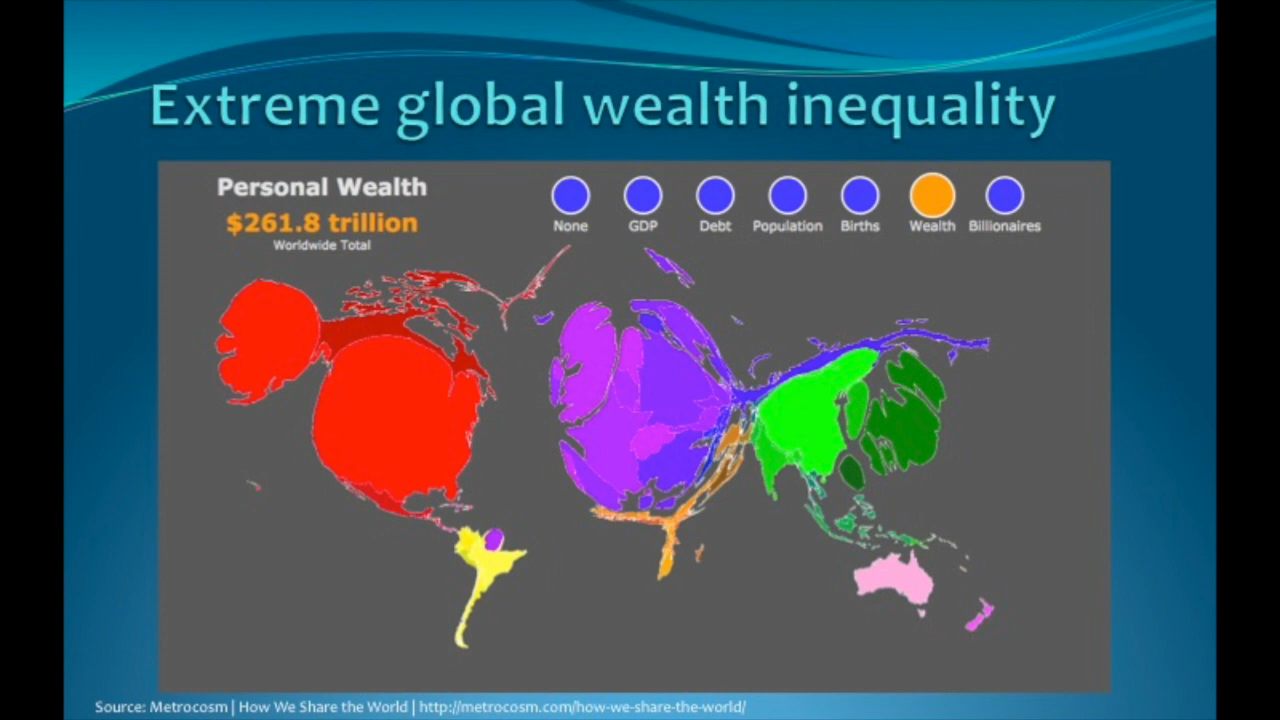 Extreme global wealth inequality
Personal Wealth
$261.8 trillion
Worldwide Total
None GDP Debt Population Births Wealth Billionaires
Source: Metrocosm | How We Share the World | http://metrocosm.com/how-we-share-the-world/